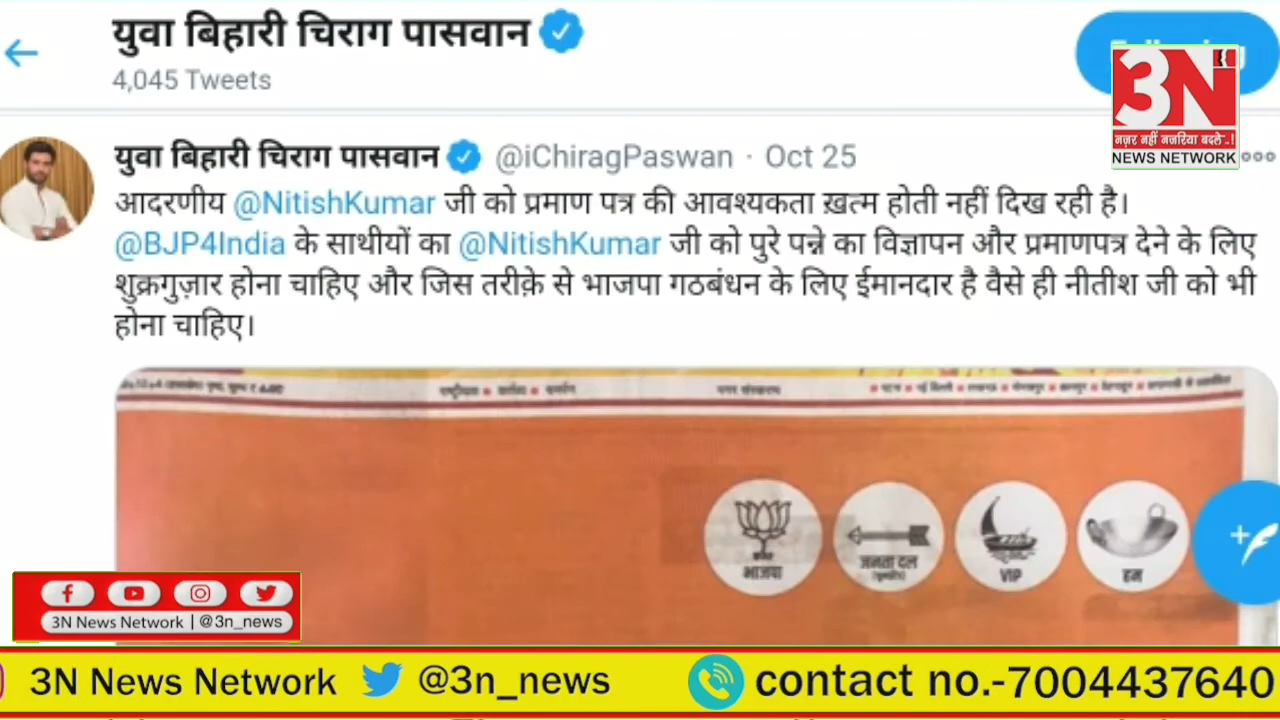 युवा बिहारी चिराग पासवान
4,045 Tweets
3N
नज़र नहीं नजरिया बदले..!
NEWS NETWORK
युवा बिहारी चिराग पासवान @iChiragPaswan · Oct 25
आदरणीय @NitishKumar जी को प्रमाण पत्र की आवश्यकता ख़त्म होती नहीं दिख रही है।
@BJP4India के साथीयों का @NitishKumar जी को पुरे पन्ने का विज्ञापन और प्रमाणपत्र देने के लिए
शुक्रगुज़ार होना चाहिए और जिस तरीक़े से भाजपा गठबंधन के लिए ईमानदार है वैसे ही नीतीश जी को भी
होना चाहिए।
नगर संस्करण
भाजपा
जनता दल
VIP
हम
3N News Network | @3n_news
3N News Network @3n_news contact no.-7004437640